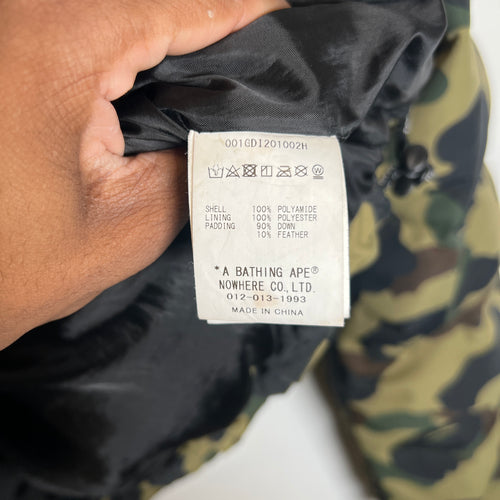 001GDI201002H
SHELL 100% POLYAMIDE
LINING 100% POLYESTER
PADDING 90% DOWN
10% FEATHER
*A BATHING APE®
NOWHERE CO., LTD.
012-013-1993
MADE IN CHINA